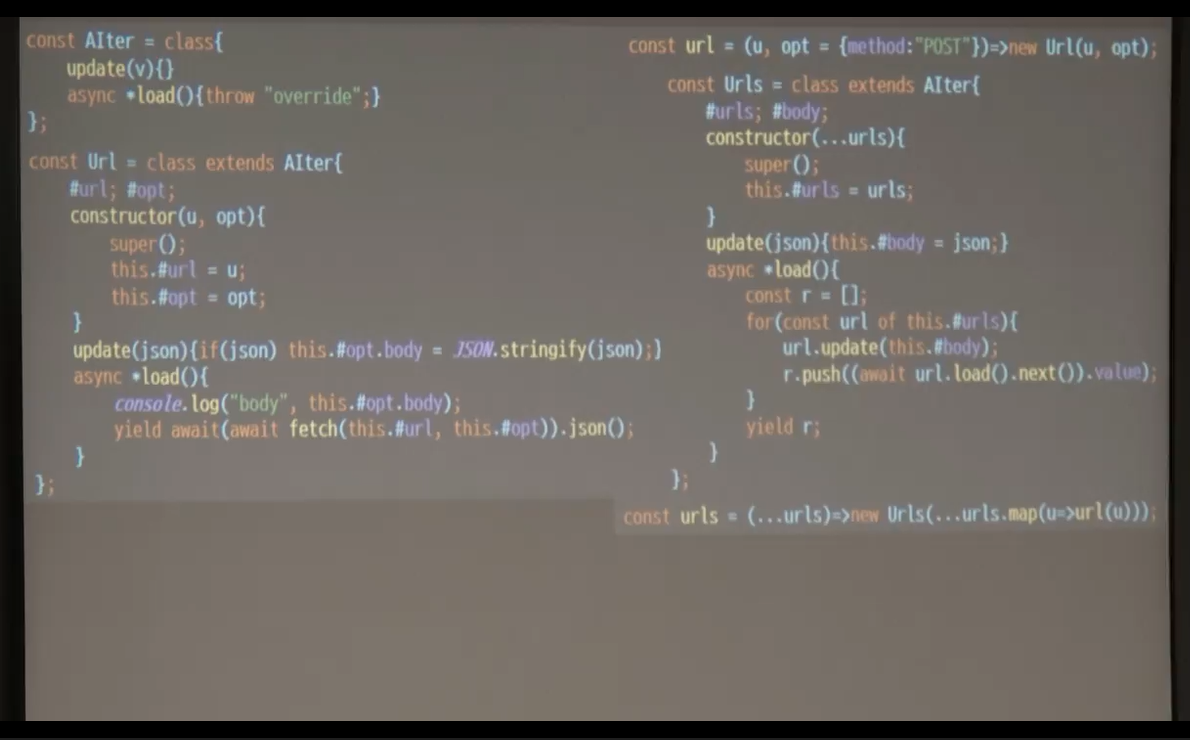 const AIter = class{
    update(v){}
    async *load(){throw "override";}
};
const Url = class extends AIter{
    #url; #opt;
    constructor(u, opt){
        super();
        this.#url = u;
        this.#opt = opt;
    }
    update(json){if(json) this.#opt.body = JSON.stringify(json);}
    async *load(){
        console.log("body", this.#opt.body);
        yield await(await fetch(this.#url, this.#opt)).json();
    }
};
const url = (u, opt = {method:"POST"})=>new Url(u, opt);
const Urls = class extends AIter{
    #urls; #body;
    constructor(...urls){
        super();
        this.#urls = urls;
    }
    update(json){this.#body = json;}
    async *load(){
        const r = [];
        for(const url of this.#urls){
            url.update(this.#body);
            r.push((await url.load().next()).value);
        }
        yield r;
    }
};
const urls = (...urls)=>new Urls(...urls.map(u=>url(u)));